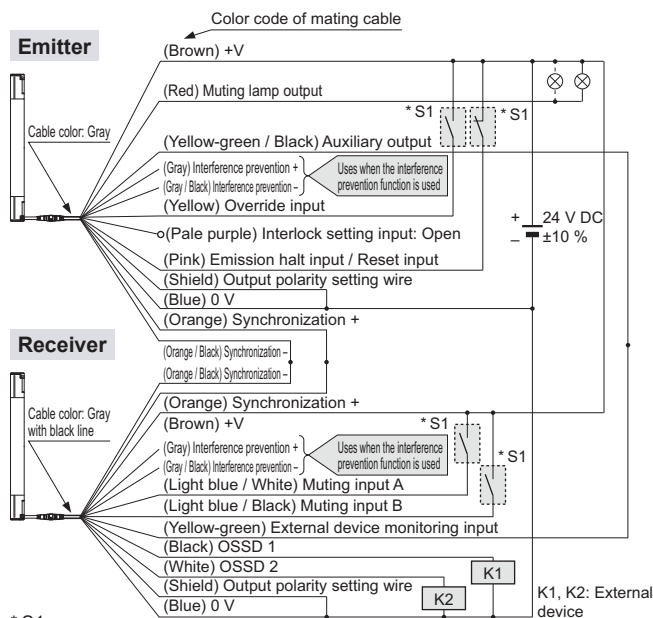 Color code of mating cable
Emitter
(Brown) +V
(Red) Muting lamp output
* S1
* S1
Cable color: Gray
(Yellow-green / Black) Auxiliary output
(Gray) Interference prevention +
(Gray / Black) Interference prevention –
Uses when the interference
prevention function is used
(Yellow) Override input
+
–
24 V DC
±10 %
(Pale purple) Interlock setting input: Open
(Pink) Emission halt input / Reset input
(Shield) Output polarity setting wire
(Blue) 0 V
(Orange) Synchronization +
Receiver
(Orange / Black) Synchronization –
(Orange / Black) Synchronization –
(Orange) Synchronization +
Cable color: Gray
with black line
(Brown) +V
* S1
* S1
(Gray) Interference prevention +
(Gray / Black) Interference prevention –
Uses when the interference
prevention function is used
(Light blue / White) Muting input A
(Light blue / Black) Muting input B
(Yellow-green) External device monitoring input
(Black) OSSD 1
(White) OSSD 2
K1
(Shield) Output polarity setting wire
K2
(Blue) 0 V
K1, K2: External
device
* S1